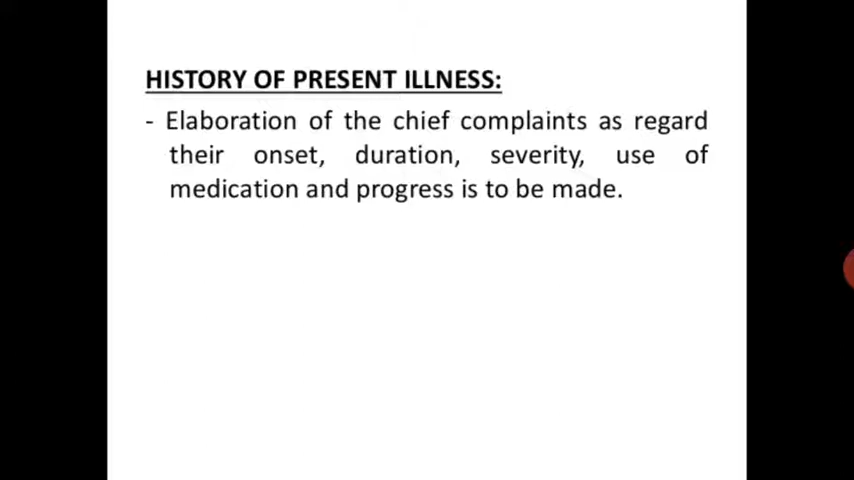 HISTORY OF PRESENT ILLNESS:
- Elaboration of the chief complaints as regard
their onset, duration, severity, use of
medication and progress is to be made.